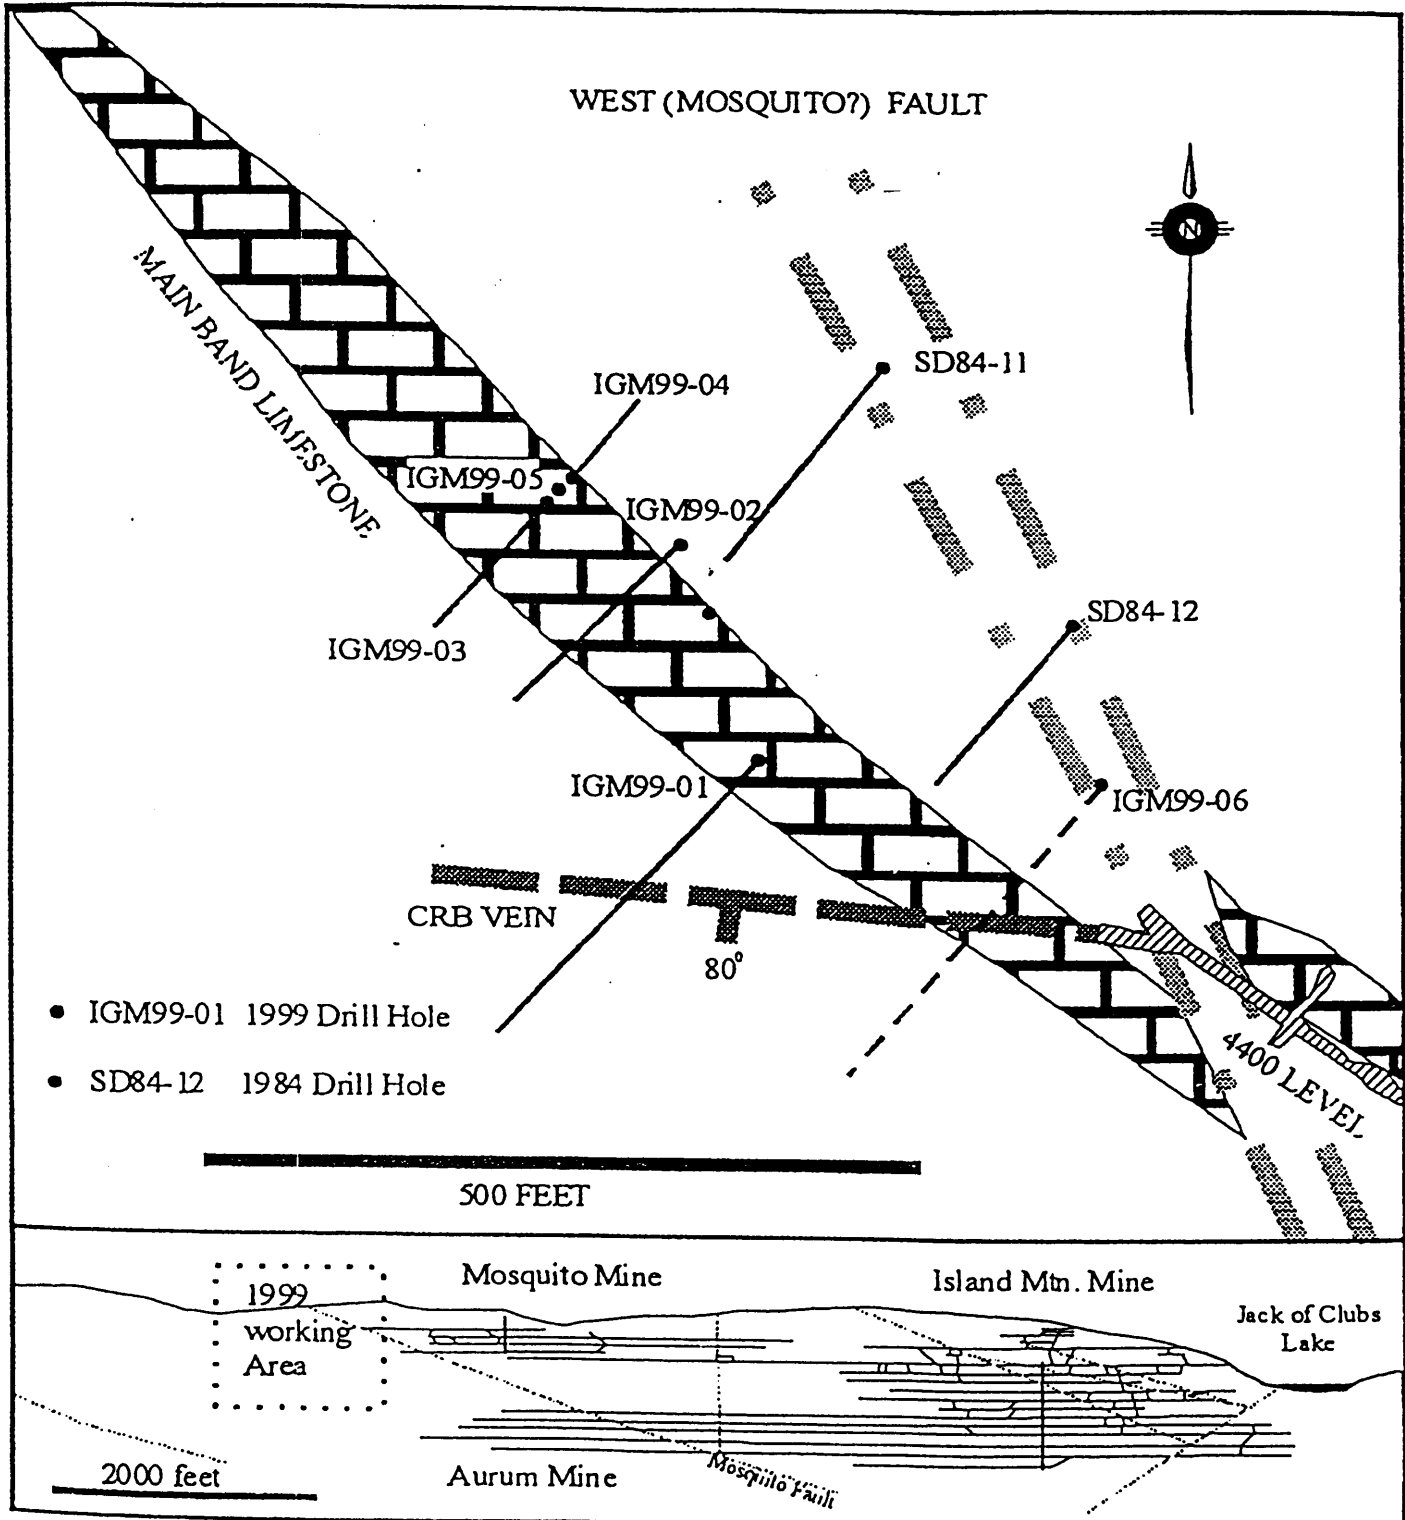 WEST (MOSQUITO?) FAULT
N
MAIN BAND LIMESTONE
SD84-11
IGM99-04
IGM99-05
IGM99-02
SD84-12
IGM99-03
IGM99-01
IGM99-06
CRB VEIN
80°
IGM99-01 1999 Drill Hole
4400 LEVEL
SD84-12 1984 Drill Hole
500 FEET
Mosquito Mine
Island Mtn. Mine
1999
working
Area
Jack of Clubs
Lake
2000 feet
Aurum Mine
Mosquito Fault